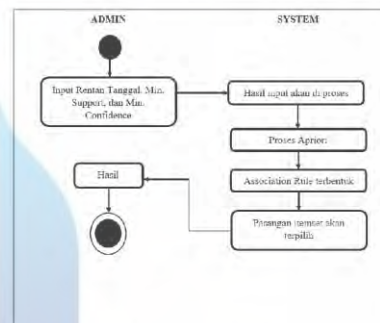 ADMIN
SYSTEM
Input Rentan Tanggal, Min.
Support, dan Min.
Confidence
Hasil input akan di proses
Proses Apriori
Association Rule terbentuk
Pasangan itemset akan
terpilih
Hasil